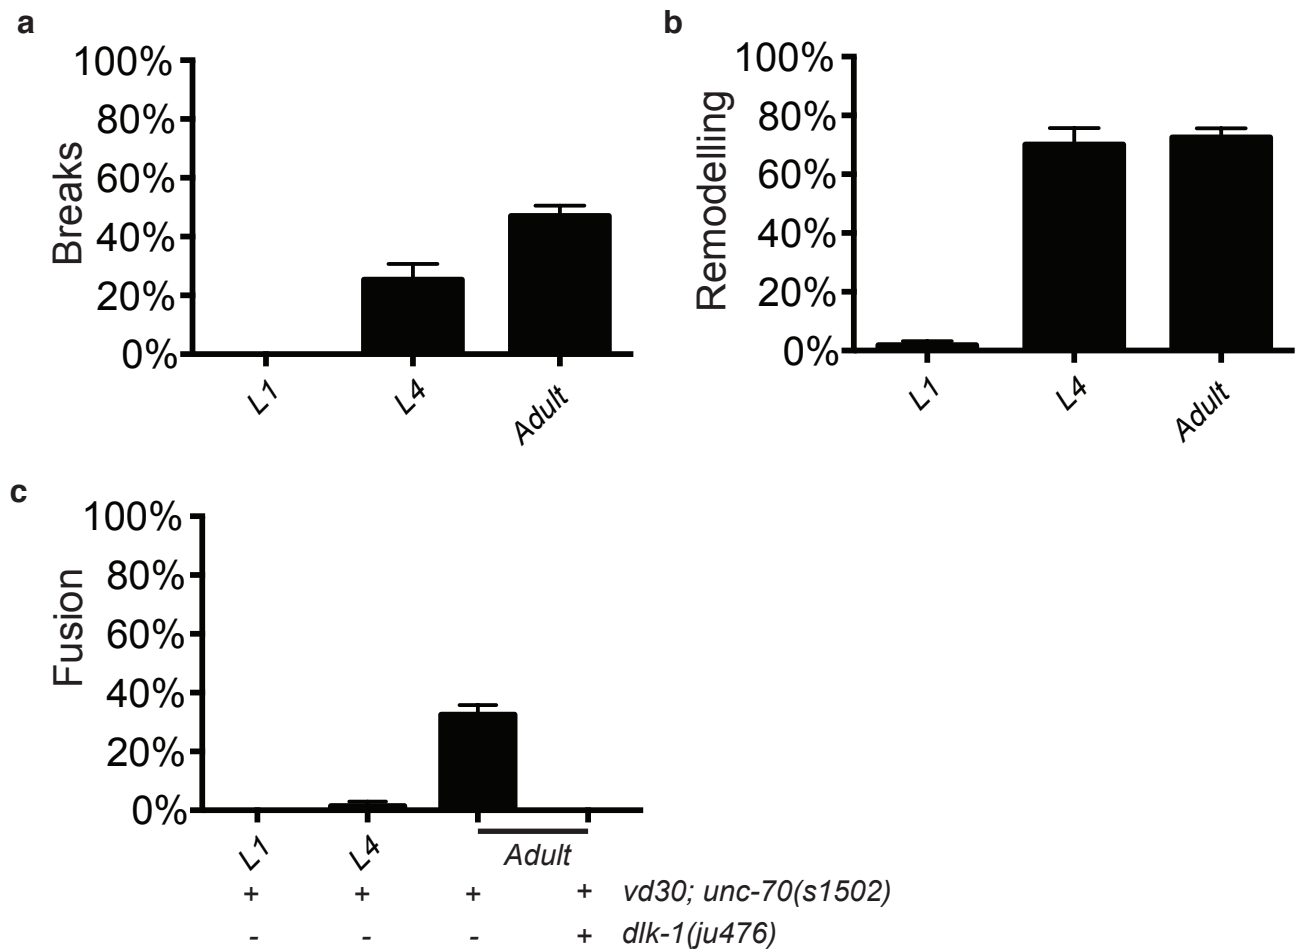 a
100%
80%
60%
40%
20%
0%
Breaks
L1
L4
Adult
b
100%
80%
60%
40%
20%
0%
Remodelling
L1
L4
Adult
c
100%
80%
60%
40%
20%
0%
Fusion
L1
L4
Adult
+ + + + vd30; unc-70(s1502)
- - - + dlk-1(ju476)